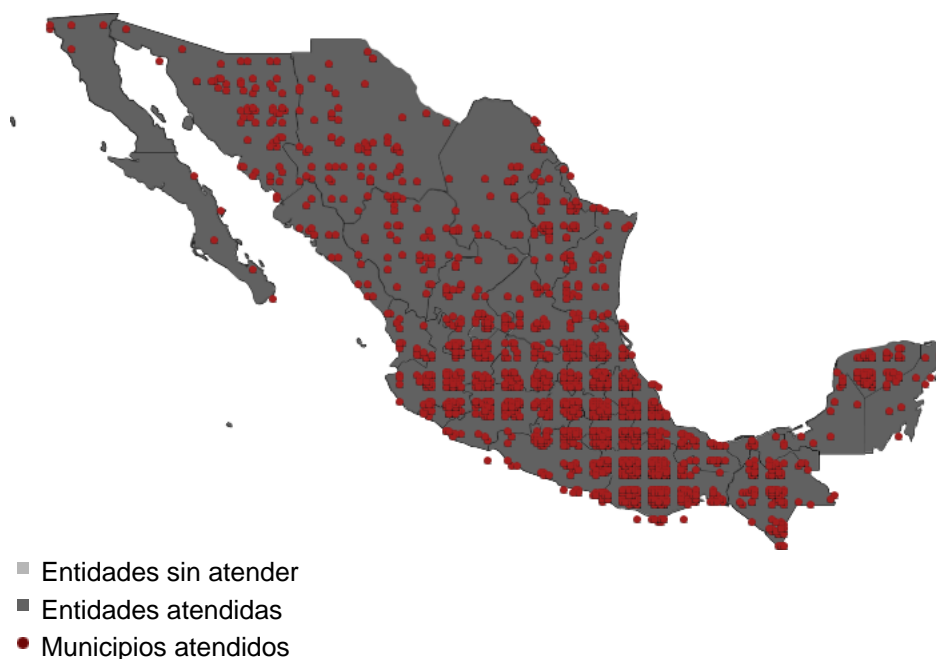 Entidades sin atender
Entidades atendidas
Municipios atendidos